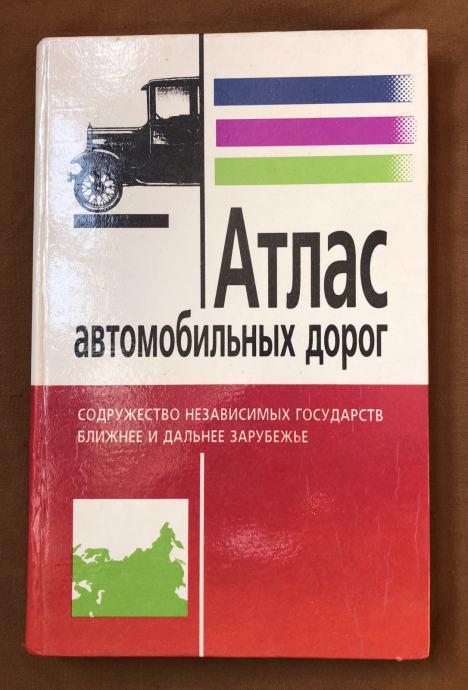 Атлас
автомобильных дорог
СОДРУЖЕСТВО НЕЗАВИСИМЫХ ГОСУДАРСТВ
БЛИЖНЕЕ И ДАЛЬНЕЕ ЗАРУБЕЖЬЕ